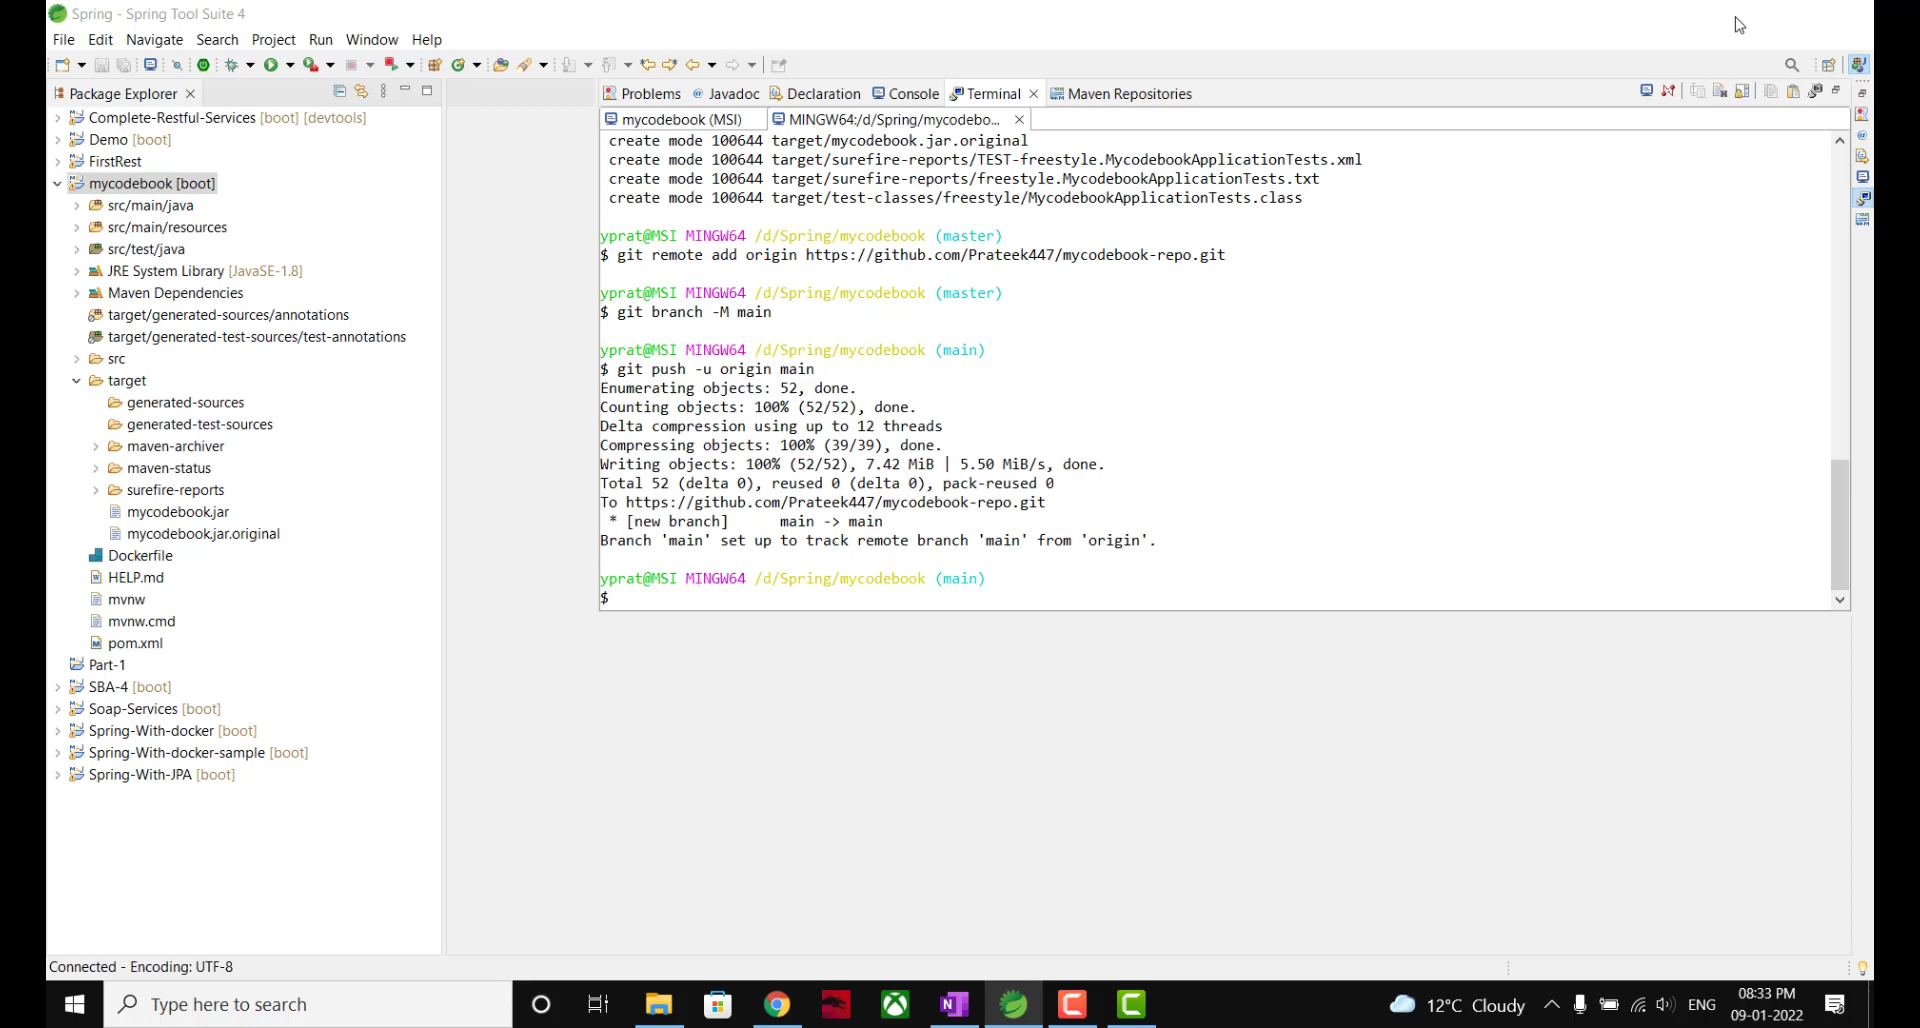 Spring - Spring Tool Suite 4
File Edit Navigate Search Project Run Window Help
Package Explorer
Complete-Restful-Services [boot] [devtools]
Demo [boot]
FirstRest
mycodebook [boot]
src/main/java
src/main/resources
src/test/java
JRE System Library [JavaSE-1.8]
Maven Dependencies
target/generated-sources/annotations
target/generated-test-sources/test-annotations
src
target
generated-sources
generated-test-sources
maven-archiver
maven-status
surefire-reports
mycodebook.jar
mycodebook.jar.original
Dockerfile
HELP.md
mvnw
mvnw.cmd
pom.xml
Part-1
SBA-4 [boot]
Soap-Services [boot]
Spring-With-docker [boot]
Spring-With-docker-sample [boot]
Spring-With-JPA [boot]
Problems @ Javadoc Declaration Console Terminal Maven Repositories
mycodebook (MSI) MINGW64:/d/Spring/mycodebo...
create mode 100644 target/mycodebook.jar.original
create mode 100644 target/surefire-reports/TEST-freestyle.MycodebookApplicationTests.xml
create mode 100644 target/surefire-reports/freestyle.MycodebookApplicationTests.txt
create mode 100644 target/test-classes/freestyle/MycodebookApplicationTests.class
yprat@MSI MINGW64 /d/Spring/mycodebook (master)
$ git remote add origin https://github.com/Prateek447/mycodebook-repo.git
yprat@MSI MINGW64 /d/Spring/mycodebook (master)
$ git branch -M main
yprat@MSI MINGW64 /d/Spring/mycodebook (main)
$ git push -u origin main
Enumerating objects: 52, done.
Counting objects: 100% (52/52), done.
Delta compression using up to 12 threads
Compressing objects: 100% (39/39), done.
Writing objects: 100% (52/52), 7.42 MiB | 5.50 MiB/s, done.
Total 52 (delta 0), reused 0 (delta 0), pack-reused 0
To https://github.com/Prateek447/mycodebook-repo.git
* [new branch] main -> main
Branch 'main' set up to track remote branch 'main' from 'origin'.
yprat@MSI MINGW64 /d/Spring/mycodebook (main)
$
Connected - Encoding: UTF-8
Type here to search
12°C Cloudy
ENG
08:33 PM
09-01-2022